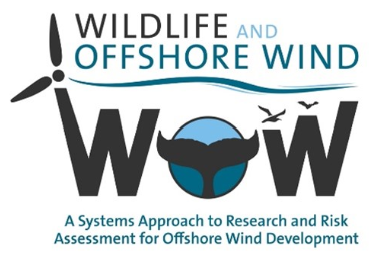 WILDLIFE AND
OFFSHORE WIND
WOW
A Systems Approach to Research and Risk
Assessment for Offshore Wind Development